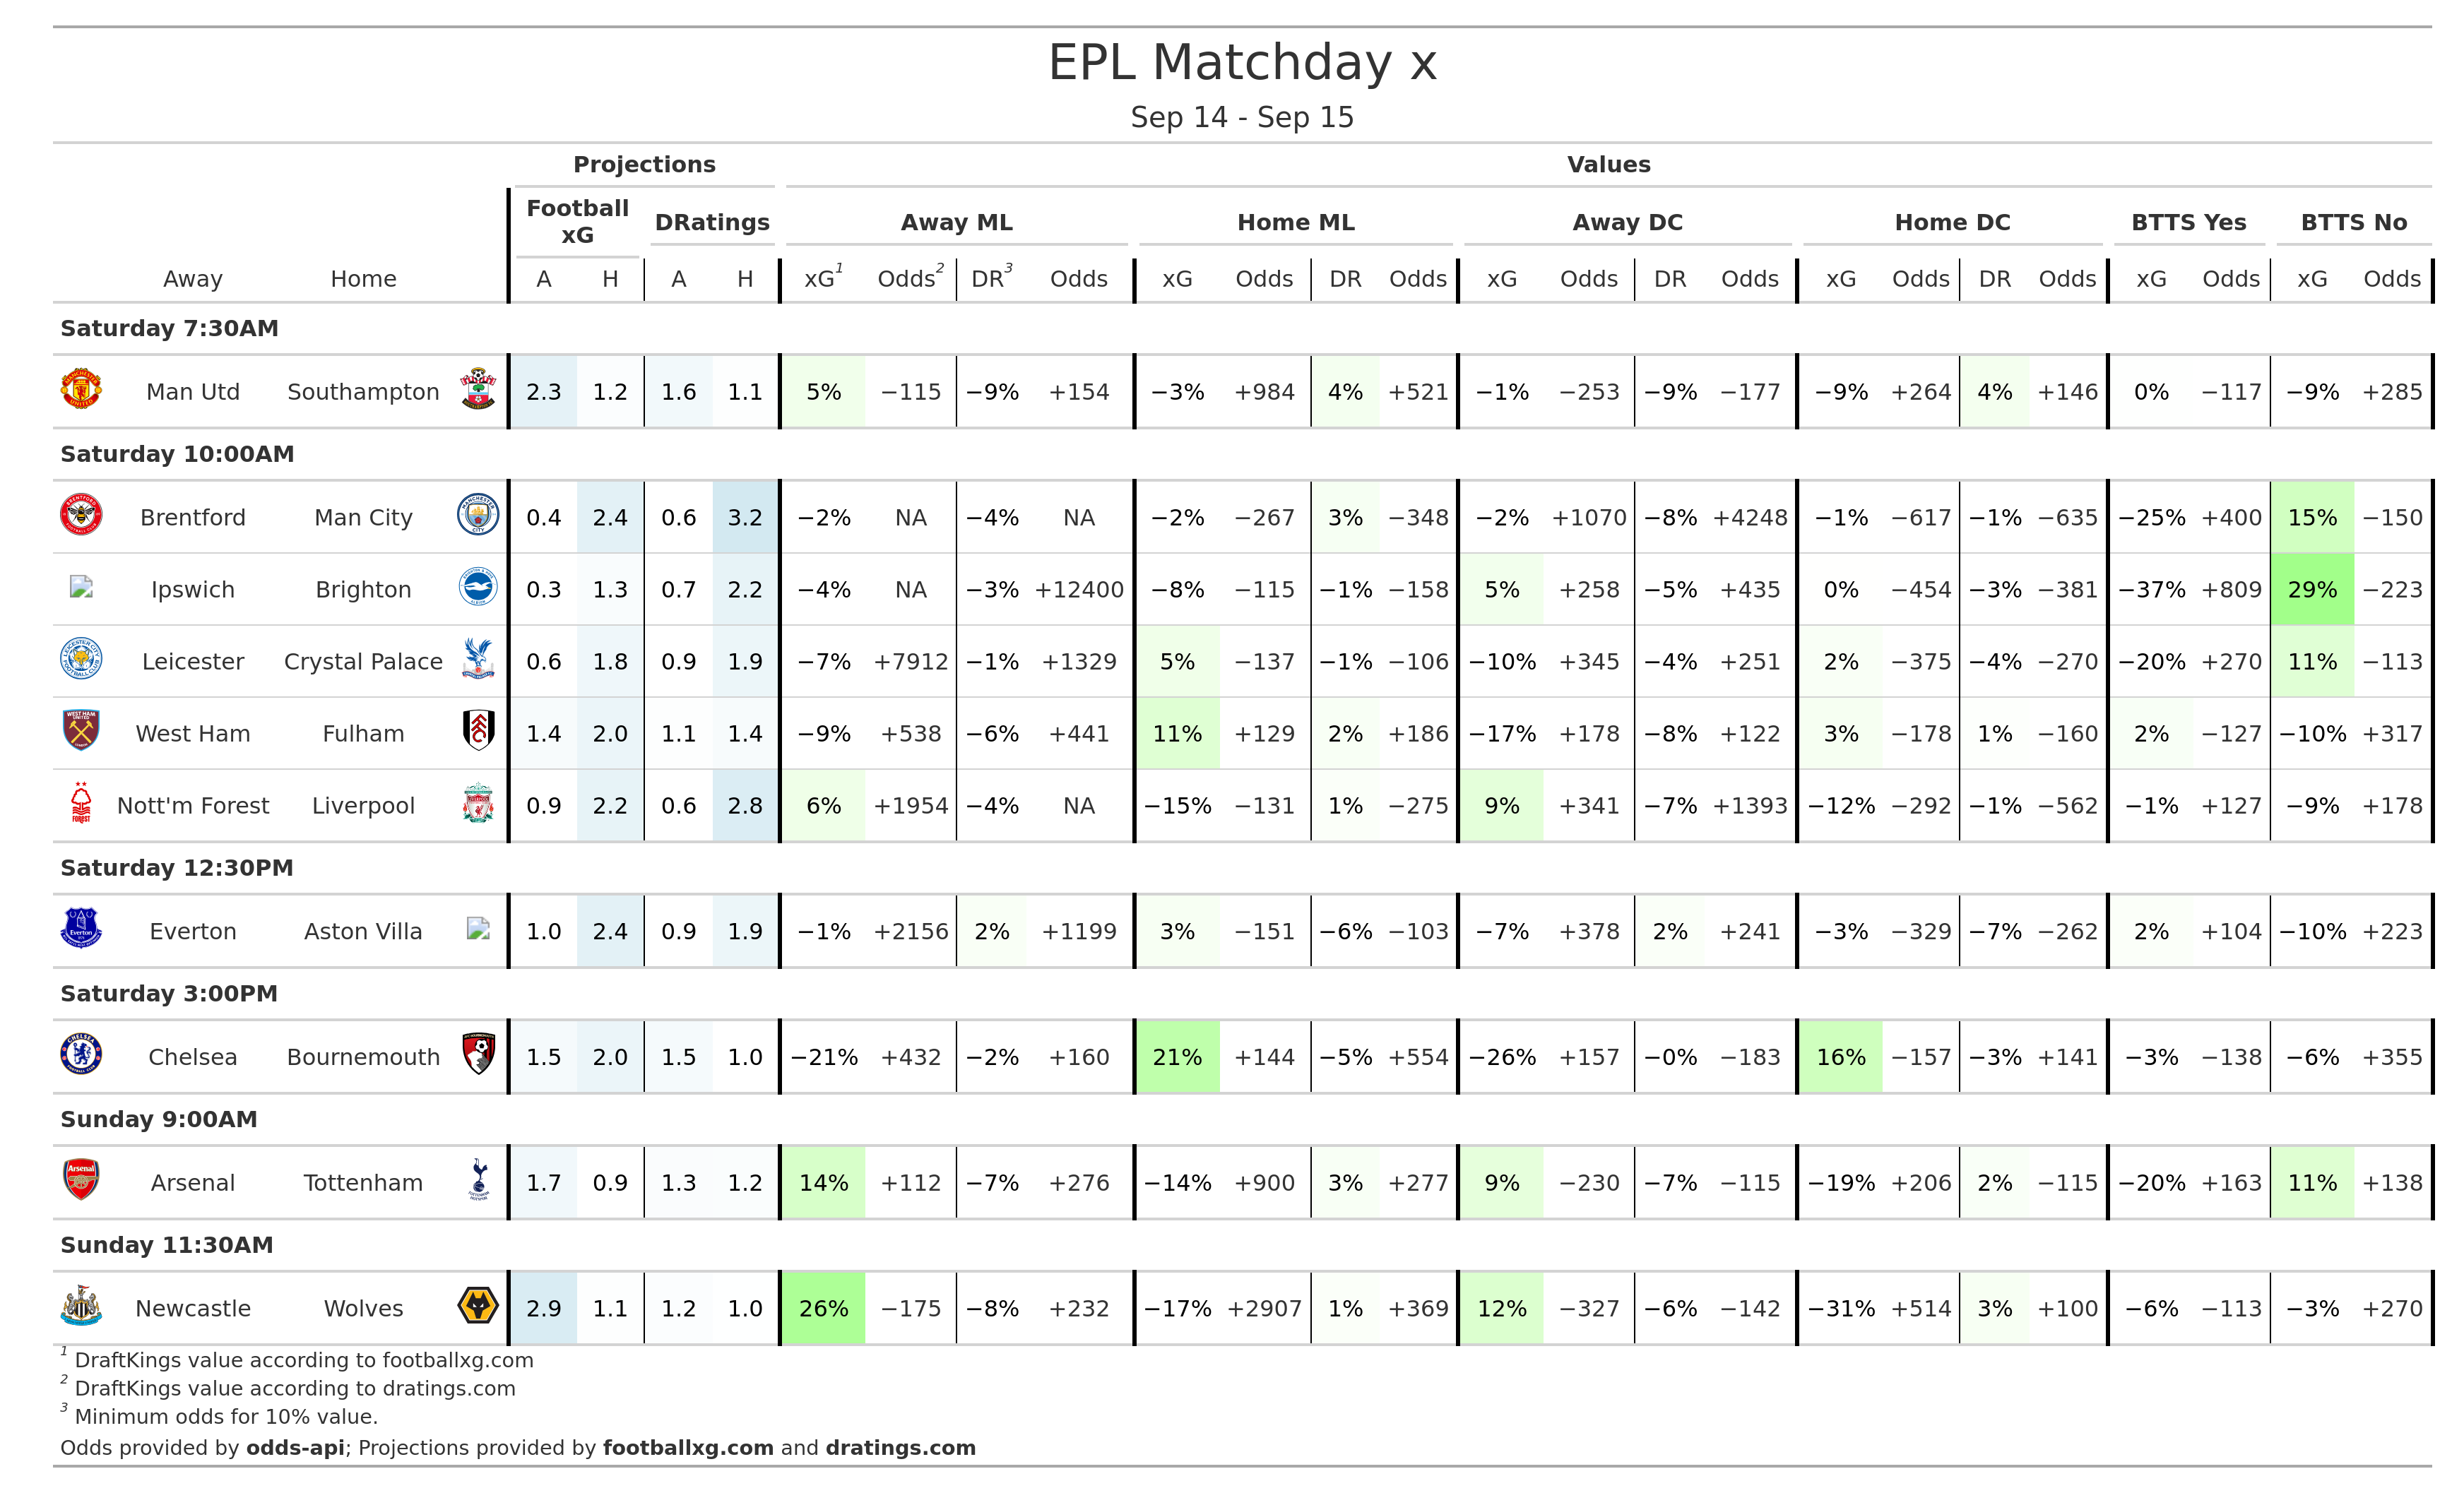 EPL Matchday x
Sep 14 - Sep 15
Projections Values
Football xG DRatings Away ML Home ML Away DC Home DC BTTS Yes BTTS No
Away Home A H A H xG1 Odds2 DR3 Odds xG Odds DR Odds xG Odds DR Odds xG Odds DR Odds xG Odds xG Odds
Saturday 7:30AM
Man Utd Southampton 2.3 1.2 1.6 1.1 5% −115 −9% +154 −3% +984 4% +521 −1% −253 −9% −177 −9% +264 4% +146 0% −117 −9% +285
Saturday 10:00AM
Brentford Man City 0.4 2.4 0.6 3.2 −2% NA −4% NA −2% −267 3% −348 −2% +1070 −8% +4248 −1% −617 −1% −635 −25% +400 15% −150
Ipswich Brighton 0.3 1.3 0.7 2.2 −4% NA −3% +12400 −8% −115 −1% −158 5% +258 −5% +435 0% −454 −3% −381 −37% +809 29% −223
Leicester Crystal Palace 0.6 1.8 0.9 1.9 −7% +7912 −1% +1329 5% −137 −1% −106 −10% +345 −4% +251 2% −375 −4% −270 −20% +270 11% −113
West Ham Fulham 1.4 2.0 1.1 1.4 −9% +538 −6% +441 11% +129 2% +186 −17% +178 −8% +122 3% −178 1% −160 2% −127 −10% +317
Nott'm Forest Liverpool 0.9 2.2 0.6 2.8 6% +1954 −4% NA −15% −131 1% −275 9% +341 −7% +1393 −12% −292 −1% −562 −1% +127 −9% +178
Saturday 12:30PM
Everton Aston Villa 1.0 2.4 0.9 1.9 −1% +2156 2% +1199 3% −151 −6% −103 −7% +378 2% +241 −3% −329 −7% −262 2% +104 −10% +223
Saturday 3:00PM
Chelsea Bournemouth 1.5 2.0 1.5 1.0 −21% +432 −2% +160 21% +144 −5% +554 −26% +157 −0% −183 16% −157 −3% +141 −3% −138 −6% +355
Sunday 9:00AM
Arsenal Tottenham 1.7 0.9 1.3 1.2 14% +112 −7% +276 −14% +900 3% +277 9% −230 −7% −115 −19% +206 2% −115 −20% +163 11% +138
Sunday 11:30AM
Newcastle Wolves 2.9 1.1 1.2 1.0 26% −175 −8% +232 −17% +2907 1% +369 12% −327 −6% −142 −31% +514 3% +100 −6% −113 −3% +270
1 DraftKings value according to footballxg.com
2 DraftKings value according to dratings.com
3 Minimum odds for 10% value.
Odds provided by odds-api; Projections provided by footballxg.com and dratings.com